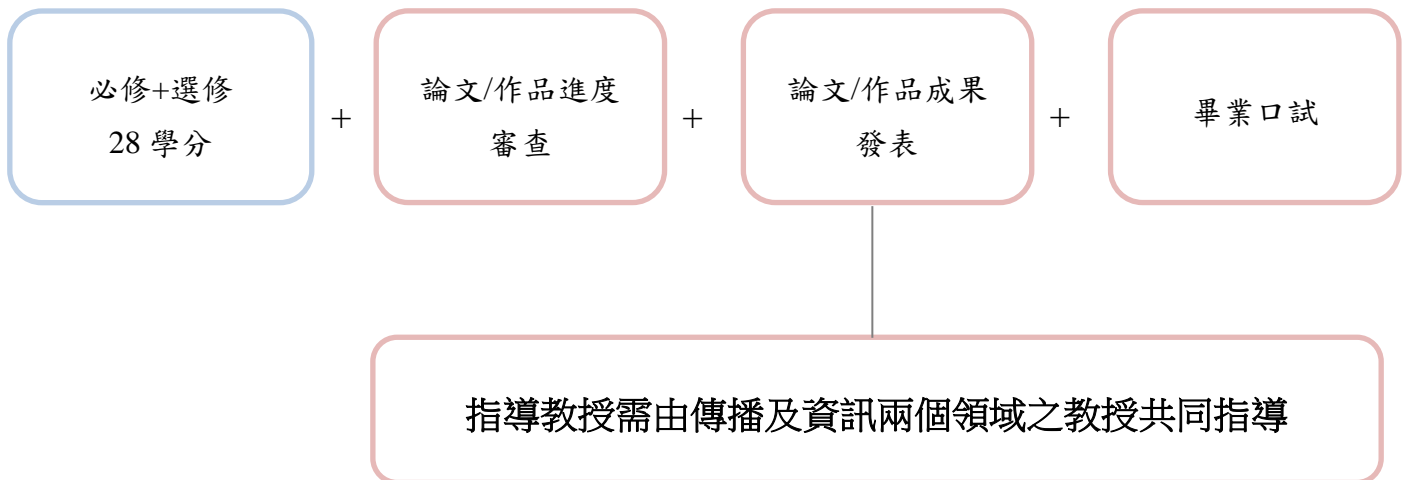 必修+選修
28 學分
+
論文/作品進度
審查
+
論文/作品成果
發表
+
畢業口試
指導教授需由傳播及資訊兩個領域之教授共同指導